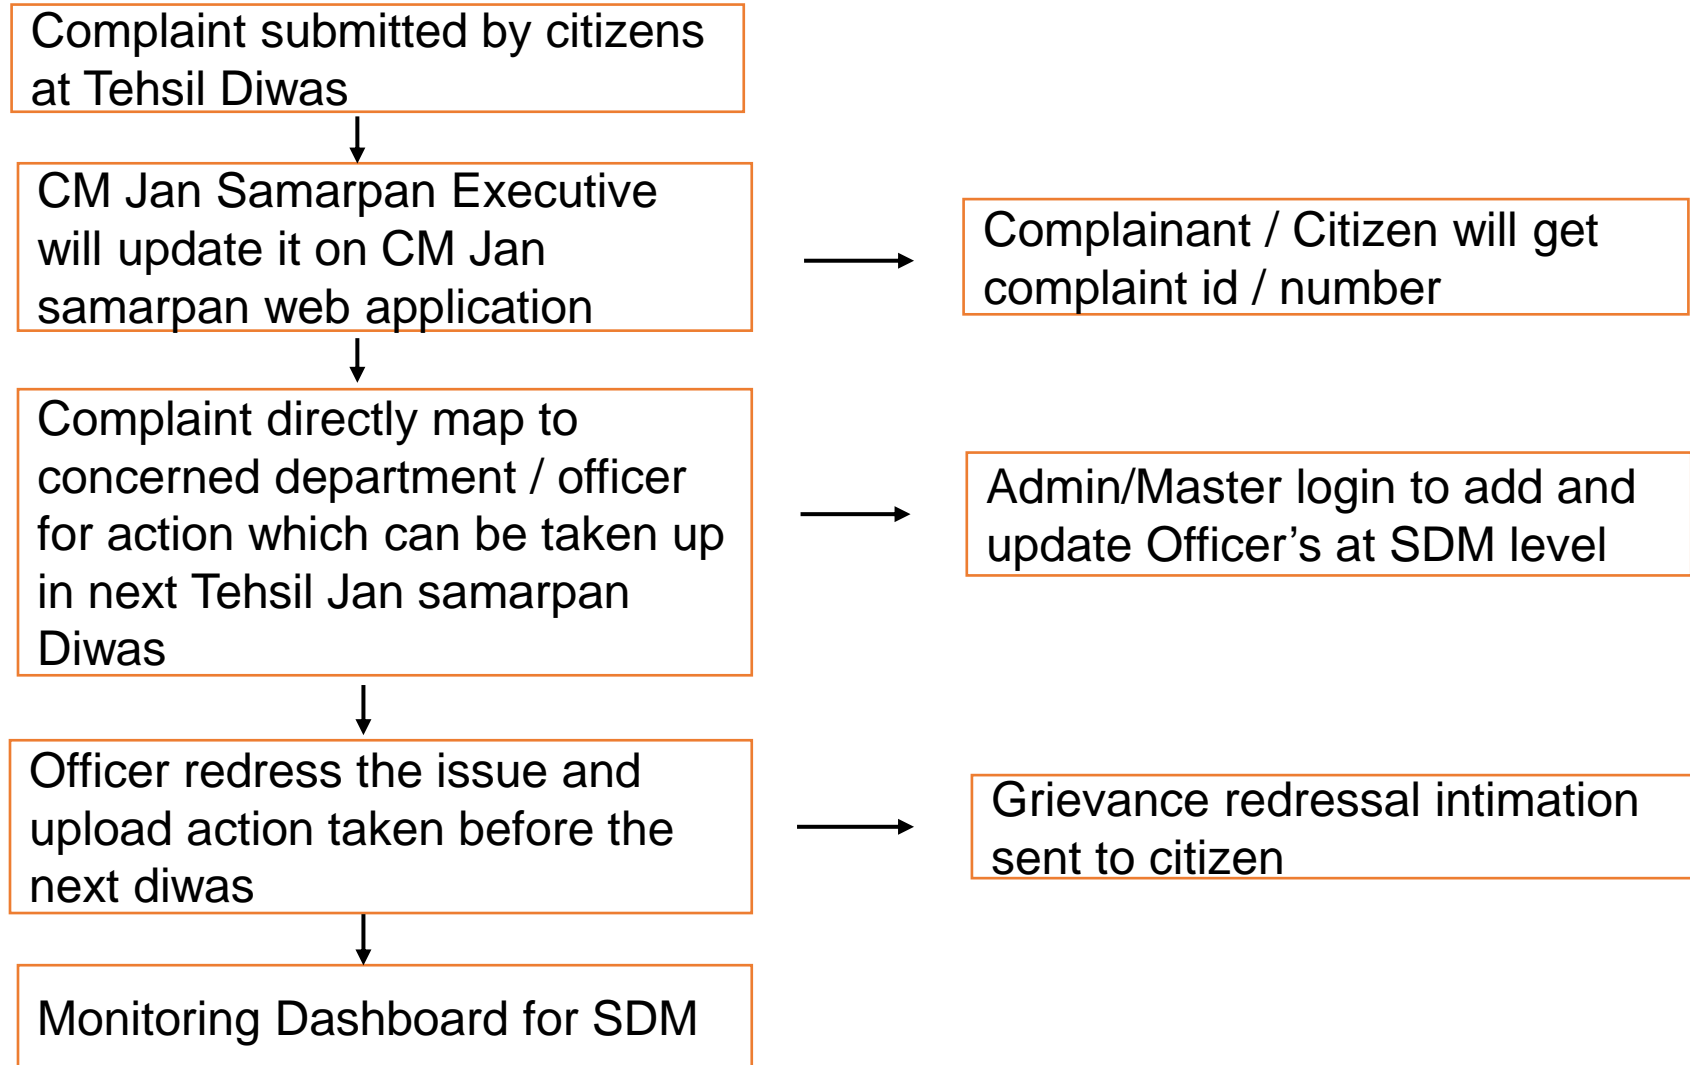 Complaint submitted by citizens
at Tehsil Diwas
CM Jan Samarpan Executive
will update it on CM Jan
samarpan web application
Complainant / Citizen will get
complaint id / number
Complaint directly map to
concerned department / officer
for action which can be taken up
in next Tehsil Jan samarpan
Diwas
Admin/Master login to add and
update Officer’s at SDM level
Officer redress the issue and
upload action taken before the
next diwas
Grievance redressal intimation
sent to citizen
Monitoring Dashboard for SDM